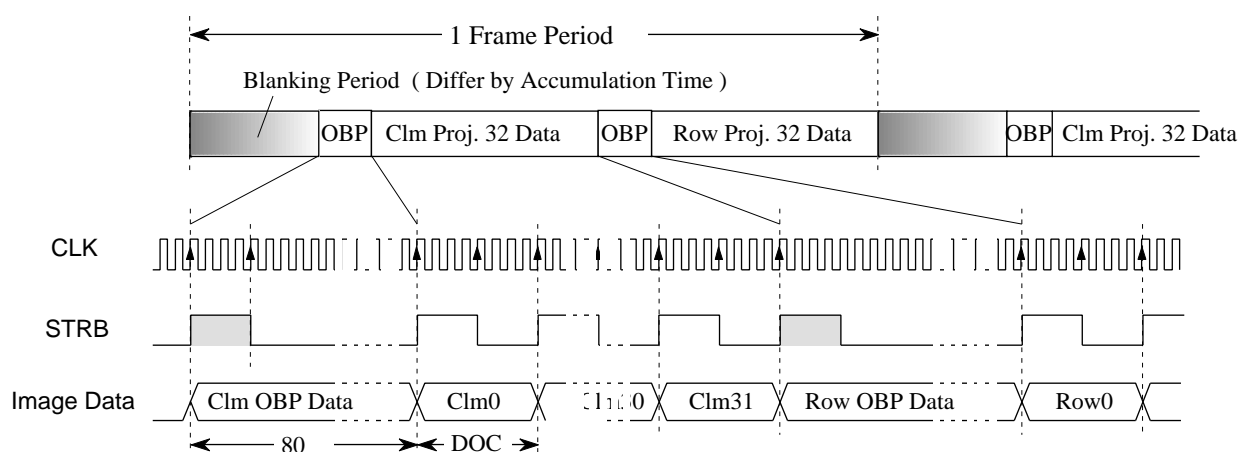 1 Frame Period
Blanking Period ( Differ by Accumulation Time )
OBP Clm Proj. 32 Data OBP Row Proj. 32 Data OBP Clm Proj. 32 Data
CLK
STRB
Image Data Clm OBP Data Clm0 Clm31 Row OBP Data Row0
80 DOC